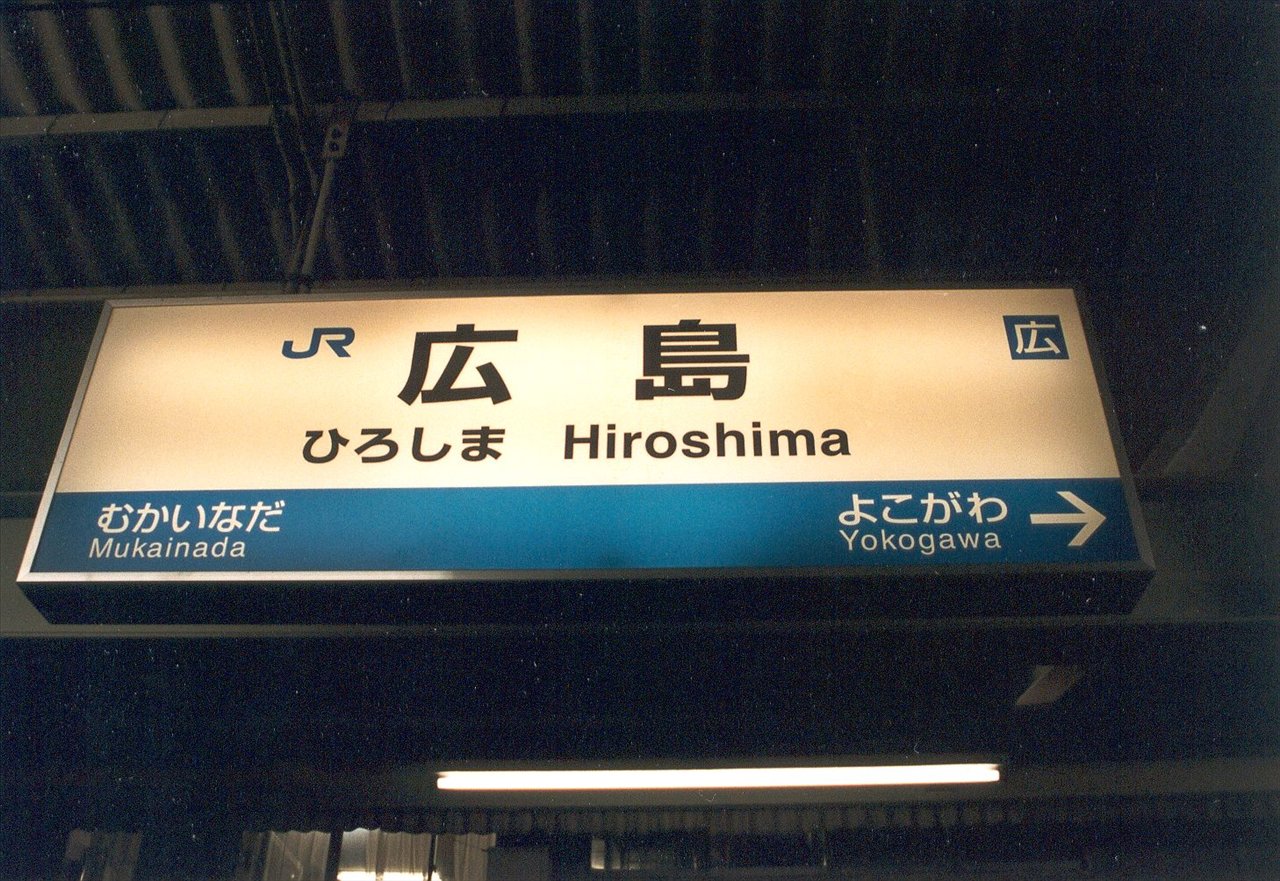 JR 広島 広
ひろしま Hiroshima
むかいなだ よこがわ →
Mukainada Yokogawa